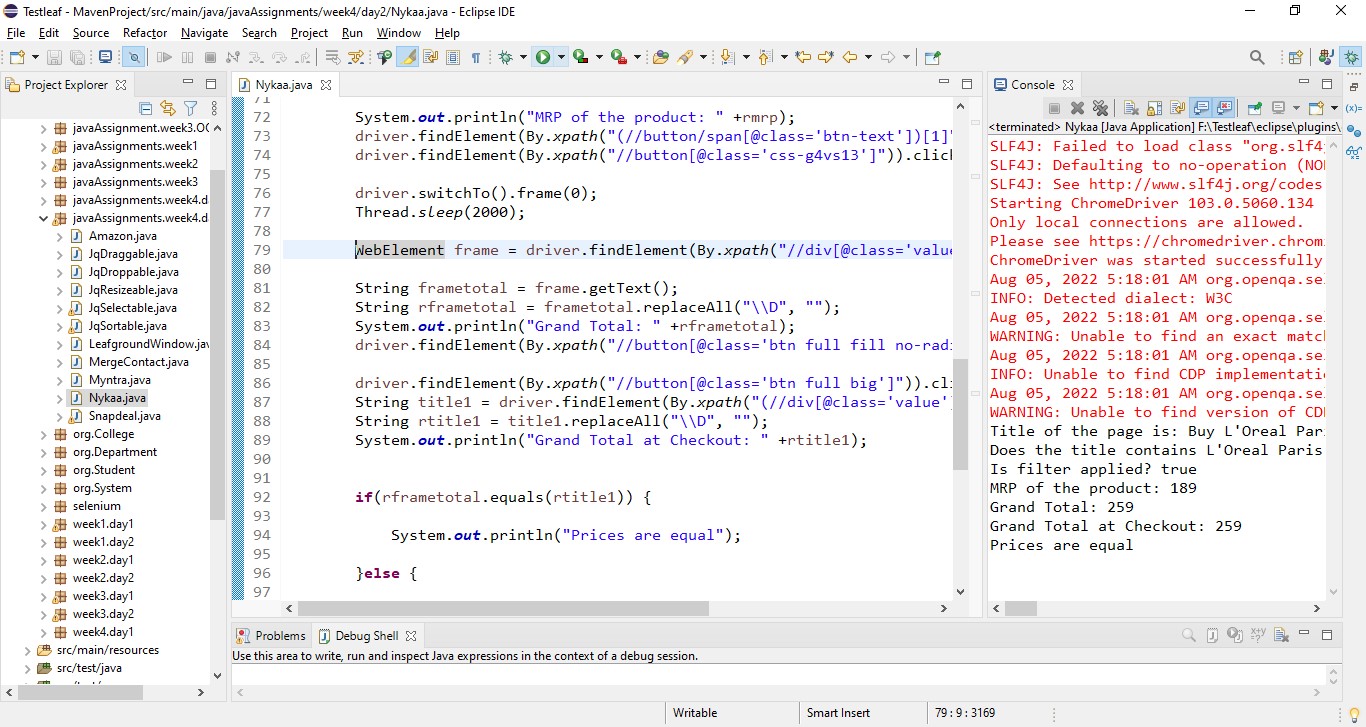 Testleaf - MavenProject/src/main/java/javaAssignments/week4/day2/Nykaa.java - Eclipse IDE
File Edit Source Refactor Navigate Search Project Run Window Help
Project Explorer
javaAssignment.week3.OC
javaAssignments.week1
javaAssignments.week2
javaAssignments.week3
javaAssignments.week4.d
javaAssignments.week4.d
Amazon.java
JqDraggable.java
JqDroppable.java
JqResizeable.java
JqSelectable.java
JqSortable.java
LeafgroundWindow.jav
MergeContact.java
Myntra.java
Nykaa.java
Snapdeal.java
org.College
org.Department
org.Student
org.System
selenium
week1.day1
week1.day2
week2.day1
week2.day2
week3.day1
week3.day2
week4.day1
src/main/resources
src/test/java
Nykaa.java
71
72 System.out.println("MRP of the product: " +rmrp);
73 driver.findElement(By.xpath("(//button/span[@class='btn-text'])[1]"
74 driver.findElement(By.xpath("//button[@class='css-g4vs13']")).click
75
76 driver.switchTo().frame(0);
77 Thread.sleep(2000);
78
79 WebElement frame = driver.findElement(By.xpath("//div[@class='value
80
81 String frametotal = frame.getText();
82 String rframetotal = frametotal.replaceAll("\\D", "");
83 System.out.println("Grand Total: " +rframetotal);
84 driver.findElement(By.xpath("//button[@class='btn full fill no-radi
85
86 driver.findElement(By.xpath("//button[@class='btn full big']")).cli
87 String title1 = driver.findElement(By.xpath("(//div[@class='value']
88 String rtitle1 = title1.replaceAll("\\D", "");
89 System.out.println("Grand Total at Checkout: " +rtitle1);
90
91
92 if(rframetotal.equals(rtitle1)) {
93
94 System.out.println("Prices are equal");
95
96 }else {
97
Console
<terminated> Nykaa [Java Application] F:\Testleaf\eclipse\plugins\
SLF4J: Failed to load class "org.slf4j
SLF4J: Defaulting to no-operation (NOP
SLF4J: See http://www.slf4j.org/codes
Starting ChromeDriver 103.0.5060.134
Only local connections are allowed.
Please see https://chromedriver.chromi
ChromeDriver was started successfully
Aug 05, 2022 5:18:01 AM org.openqa.se
INFO: Detected dialect: W3C
Aug 05, 2022 5:18:01 AM org.openqa.se
WARNING: Unable to find an exact match
Aug 05, 2022 5:18:01 AM org.openqa.se
INFO: Unable to find CDP implementatio
Aug 05, 2022 5:18:01 AM org.openqa.se
WARNING: Unable to find version of CDP
Title of the page is: Buy L'Oreal Par
Does the title contains L'Oreal Paris
Is filter applied? true
MRP of the product: 189
Grand Total: 259
Grand Total at Checkout: 259
Prices are equal
Problems Debug Shell
Use this area to write, run and inspect Java expressions in the context of a debug session.
Writable Smart Insert 79 : 9 : 3169